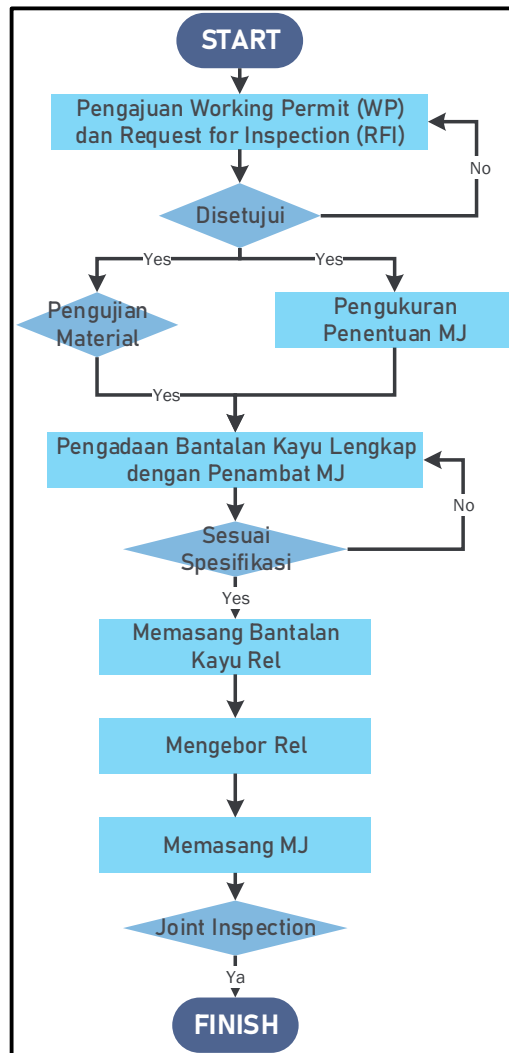 START
Pengajuan Working Permit (WP)
dan Request for Inspection (RFI)
No
Disetujui
Yes
Yes
Pengujian
Material
Pengukuran
Penentuan MJ
Yes
Pengadaan Bantalan Kayu Lengkap
dengan Penambat MJ
No
Sesuai
Spesifikasi
Yes
Memasang Bantalan
Kayu Rel
Mengebor Rel
Memasang MJ
Joint Inspection
Ya
FINISH